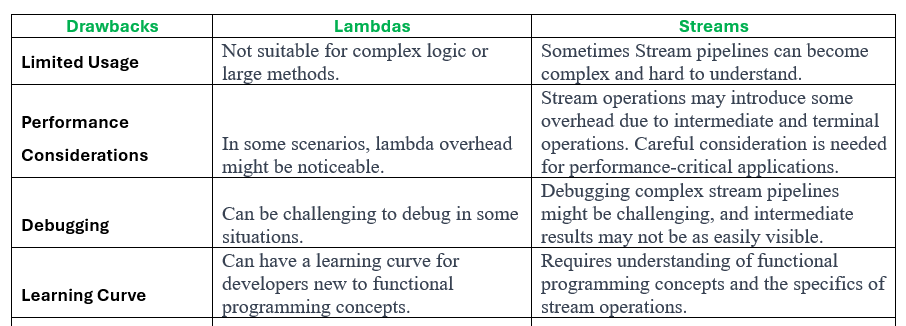 Drawbacks Lambdas Streams
Limited Usage
Not suitable for complex logic or
large methods.
Sometimes Stream pipelines can become
complex and hard to understand.
Performance
Considerations
In some scenarios, lambda overhead
might be noticeable.
Stream operations may introduce some
overhead due to intermediate and terminal
operations. Careful consideration is needed
for performance-critical applications.
Debugging
Can be challenging to debug in some
situations.
Debugging complex stream pipelines
might be challenging, and intermediate
results may not be as easily visible.
Learning Curve
Can have a learning curve for
developers new to functional
programming concepts.
Requires understanding of functional
programming concepts and the specifics of
stream operations.